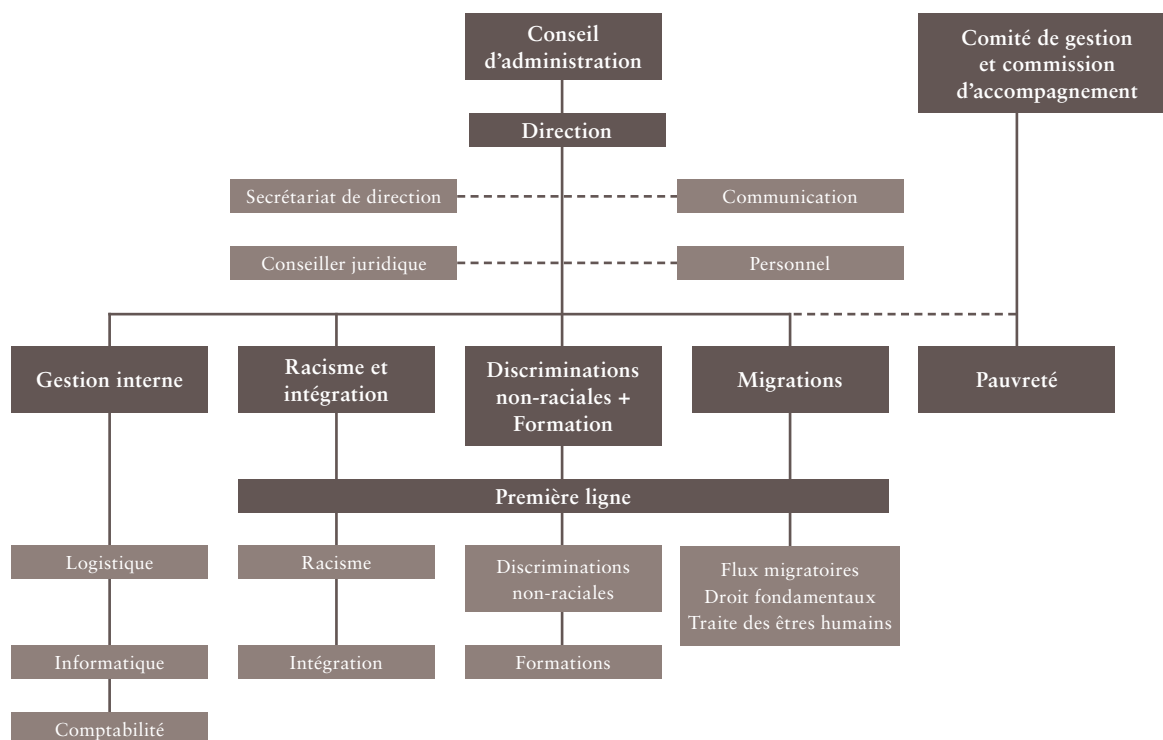 Conseil
d'administration
Comité de gestion
et commission
d'accompagnement
Direction
Secrétariat de direction
Communication
Conseiller juridique
Personnel
Gestion interne
Racisme et
intégration
Discriminations
non-raciales +
Formation
Migrations
Pauvreté
Première ligne
Logistique
Racisme
Discriminations
non-raciales
Flux migratoires
Droit fondamentaux
Traite des êtres humains
Informatique
Intégration
Formations
Comptabilité